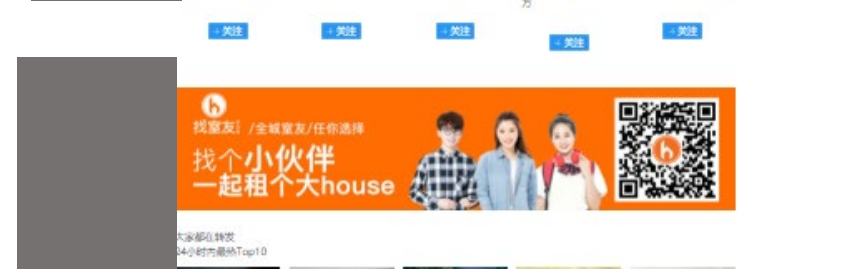 万
+ 关注
+ 关注
+ 关注
+ 关注
+ 关注
h
找室友 /全城室友/任你选择
找个小伙伴
一起租个大house
h
大家都在转发
24小时内最热Top10